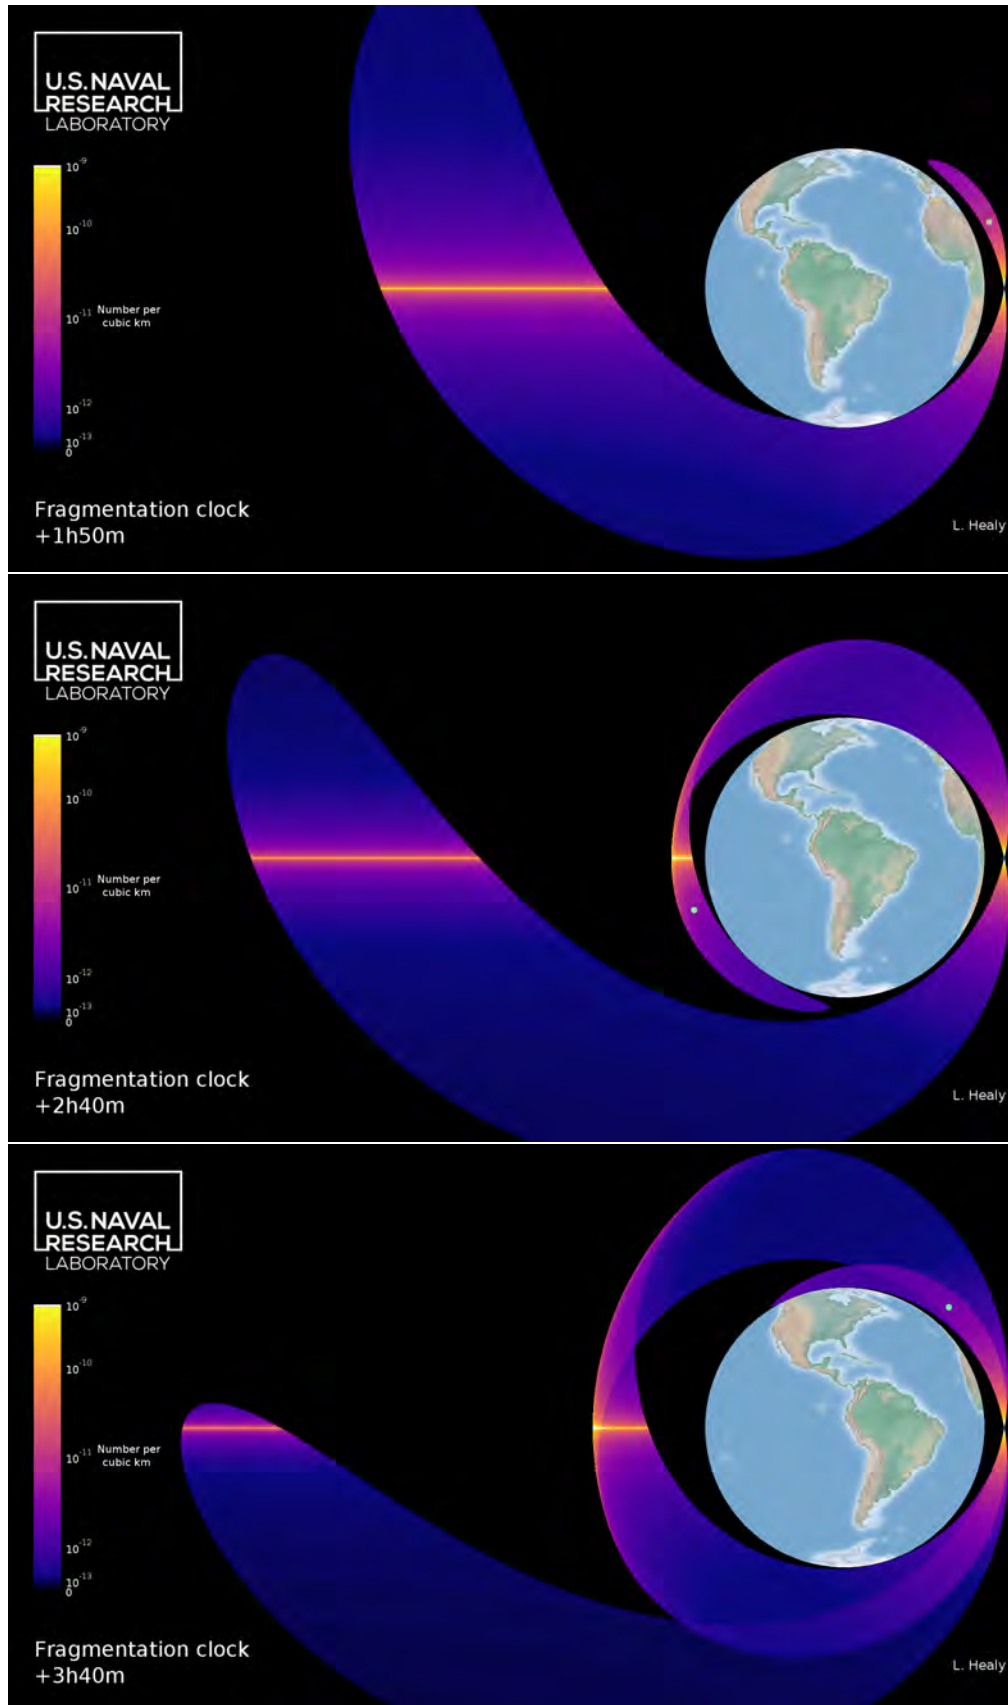 U.S. NAVAL
RESEARCH
LABORATORY
10⁻⁹
10⁻¹⁰
10⁻¹¹
Number per
cubic km
10⁻¹²
10⁻¹³
0
Fragmentation clock
+1h50m
L. Healy
U.S. NAVAL
RESEARCH
LABORATORY
10⁻⁹
10⁻¹⁰
10⁻¹¹
Number per
cubic km
10⁻¹²
10⁻¹³
0
Fragmentation clock
+2h40m
L. Healy
U.S. NAVAL
RESEARCH
LABORATORY
10⁻⁹
10⁻¹⁰
10⁻¹¹
Number per
cubic km
10⁻¹²
10⁻¹³
0
Fragmentation clock
+3h40m
L. Healy